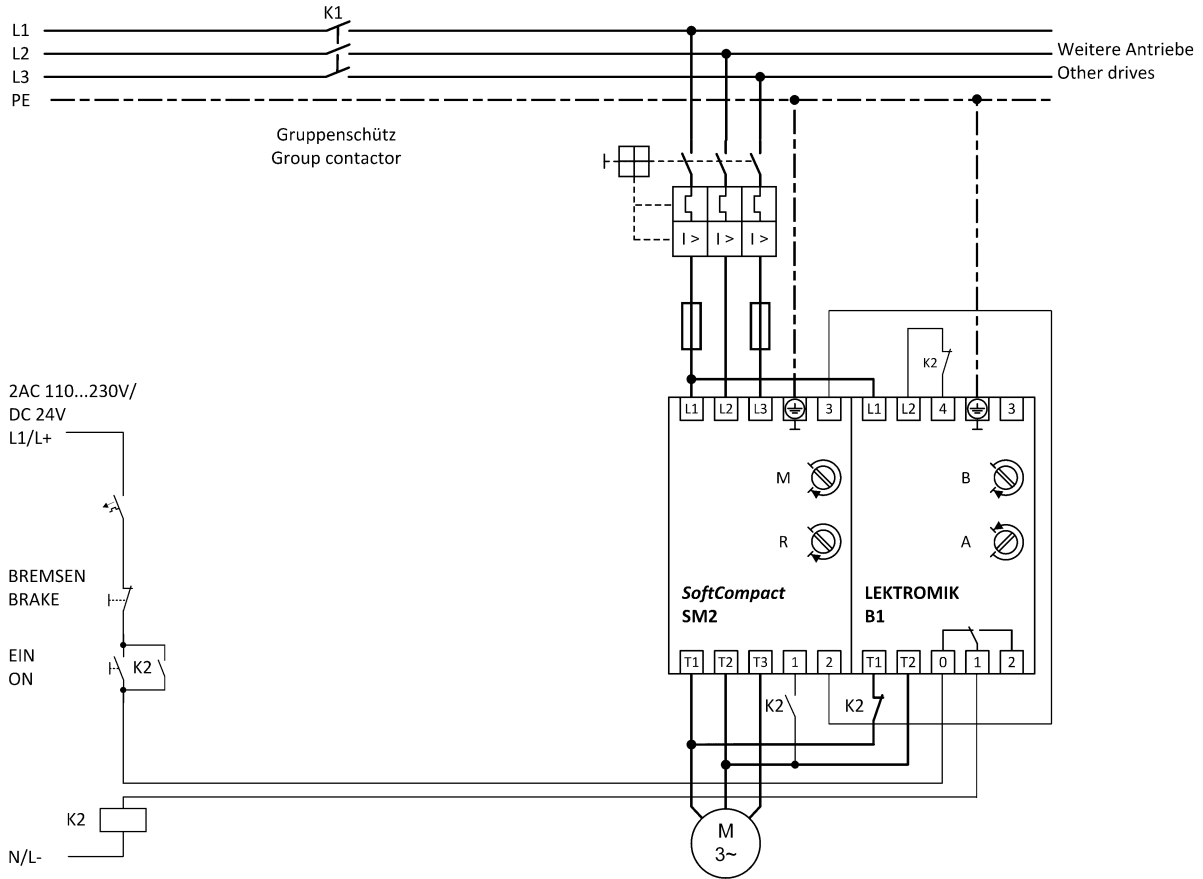 K1
L1
L2
L3
PE
Weitere Antriebe
Other drives
Gruppenschütz
Group contactor
I > I > I >
K2
2AC 110...230V/
DC 24V
L1/L+
L1 L2 L3 3 L1 L2 4 3
M B
R A
BREMSEN
BRAKE
SoftCompact
SM2
LEKTROMIK
B1
EIN
ON
K2
T1 T2 T3 1 2 T1 T2 0 1 2
K2 K2
K2
N/L-
M
3~